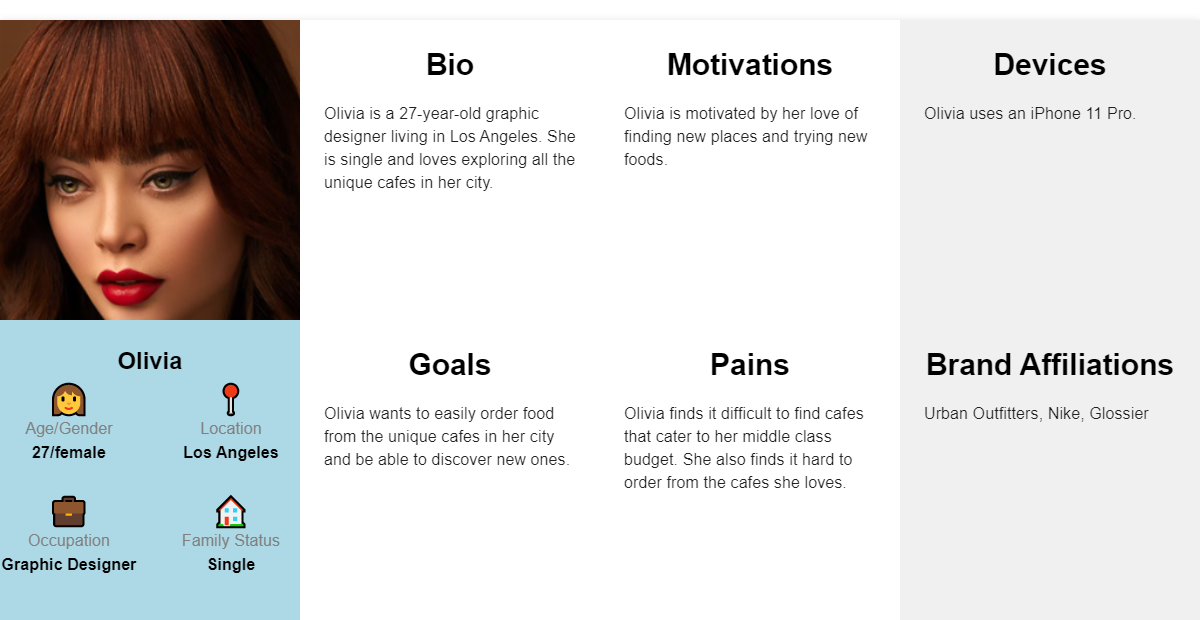 Bio
Olivia is a 27-year-old graphic
designer living in Los Angeles. She
is single and loves exploring all the
unique cafes in her city.
Motivations
Olivia is motivated by her love of
finding new places and trying new
foods.
Devices
Olivia uses an iPhone 11 Pro.
Olivia
Age/Gender
27/female
Location
Los Angeles
Occupation
Graphic Designer
Family Status
Single
Goals
Olivia wants to easily order food
from the unique cafes in her city
and be able to discover new ones.
Pains
Olivia finds it difficult to find cafes
that cater to her middle class
budget. She also finds it hard to
order from the cafes she loves.
Brand Affiliations
Urban Outfitters, Nike, Glossier